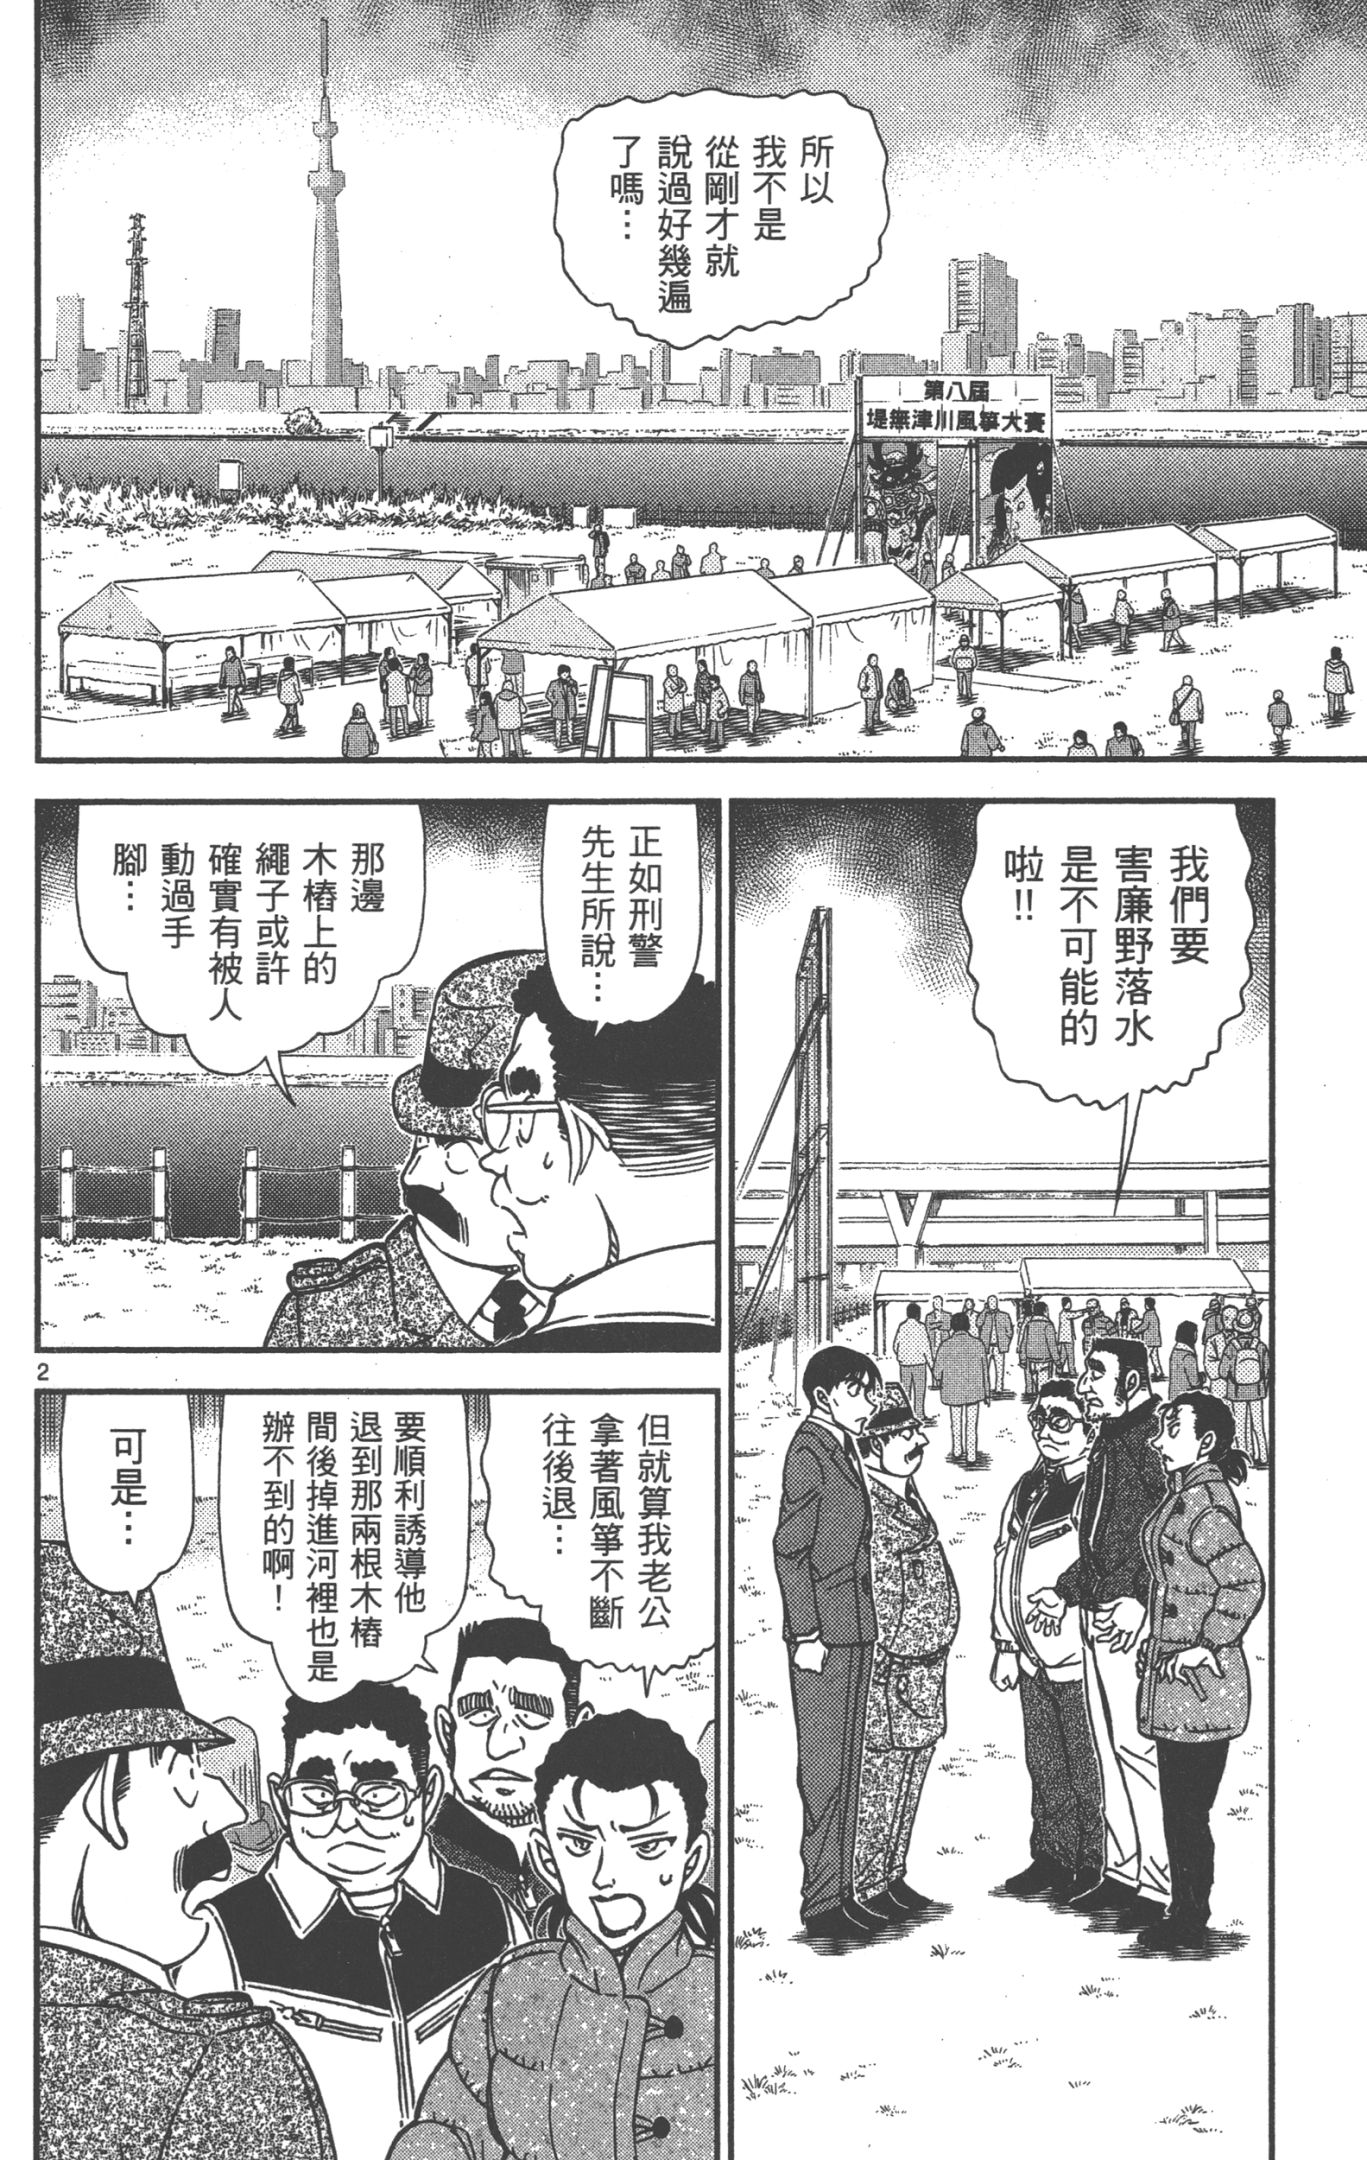 所以
我不是
從剛才就
說過好幾遍
了嗎…
第八屆
堤無津川風箏大賽
我們要
害廉野落水
是不可能的
啦!!
正如刑警
先生所說…
那邊
木樁上的
繩子或許
確實有被人
動過手
腳…
但就算我老公
拿著風箏不斷
往後退…
要順利誘導他
退到那兩根木樁
間後掉進河裡也是
辦不到的啊！
可是…
2